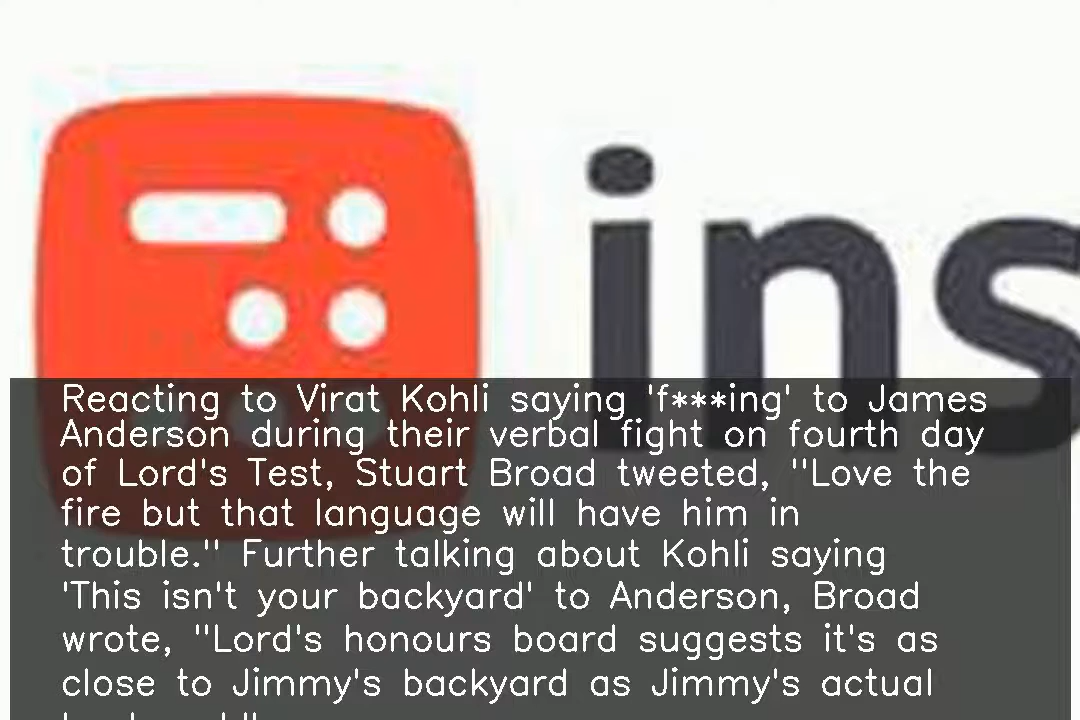 ins
Reacting to Virat Kohli saying 'f***ing' to James
Anderson during their verbal fight on fourth day
of Lord's Test, Stuart Broad tweeted, "Love the
fire but that language will have him in
trouble." Further talking about Kohli saying
'This isn't your backyard' to Anderson, Broad
wrote, "Lord's honours board suggests it's as
close to Jimmy's backyard as Jimmy's actual